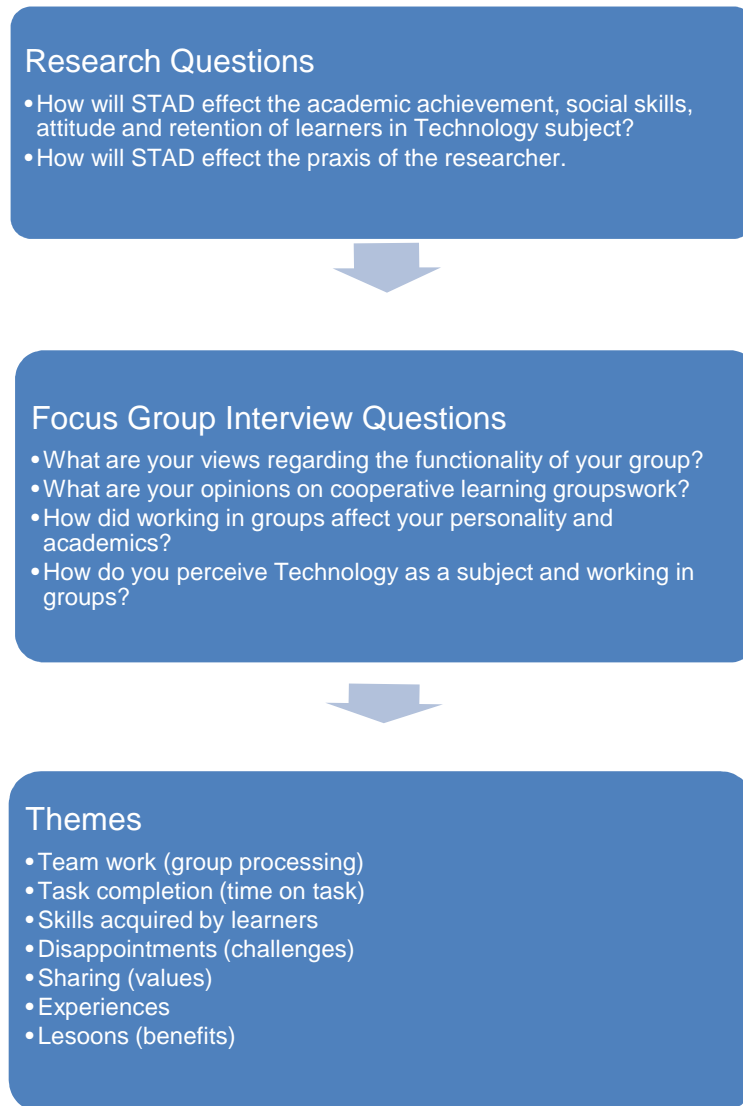 Research Questions
•How will STAD effect the academic achievement, social skills,
attitude and retention of learners in Technology subject?
•How will STAD effect the praxis of the researcher.
Focus Group Interview Questions
•What are your views regarding the functionality of your group?
•What are your opinions on cooperative learning groupswork?
•How did working in groups affect your personality and
academics?
•How do you perceive Technology as a subject and working in
groups?
Themes
•Team work (group processing)
•Task completion (time on task)
•Skills acquired by learners
•Disappointments (challenges)
•Sharing (values)
•Experiences
•Lesoons (benefits)